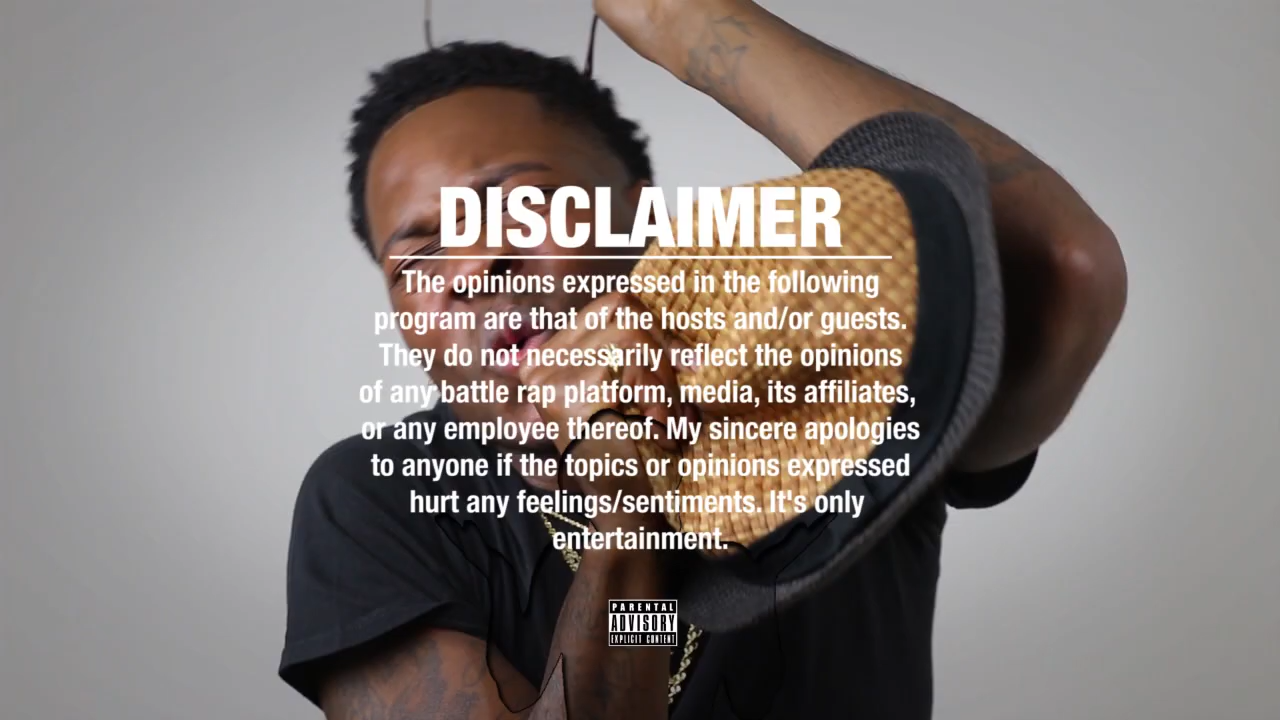 DISCLAIMER
The opinions expressed in the following
program are that of the hosts and/or guests.
They do not necessarily reflect the opinions
of any battle rap platform, media, its affiliates,
or any employee thereof. My sincere apologies
to anyone if the topics or opinions expressed
hurt any feelings/sentiments. It's only
entertainment.
PARENTAL
ADVISORY
EXPLICIT CONTENT